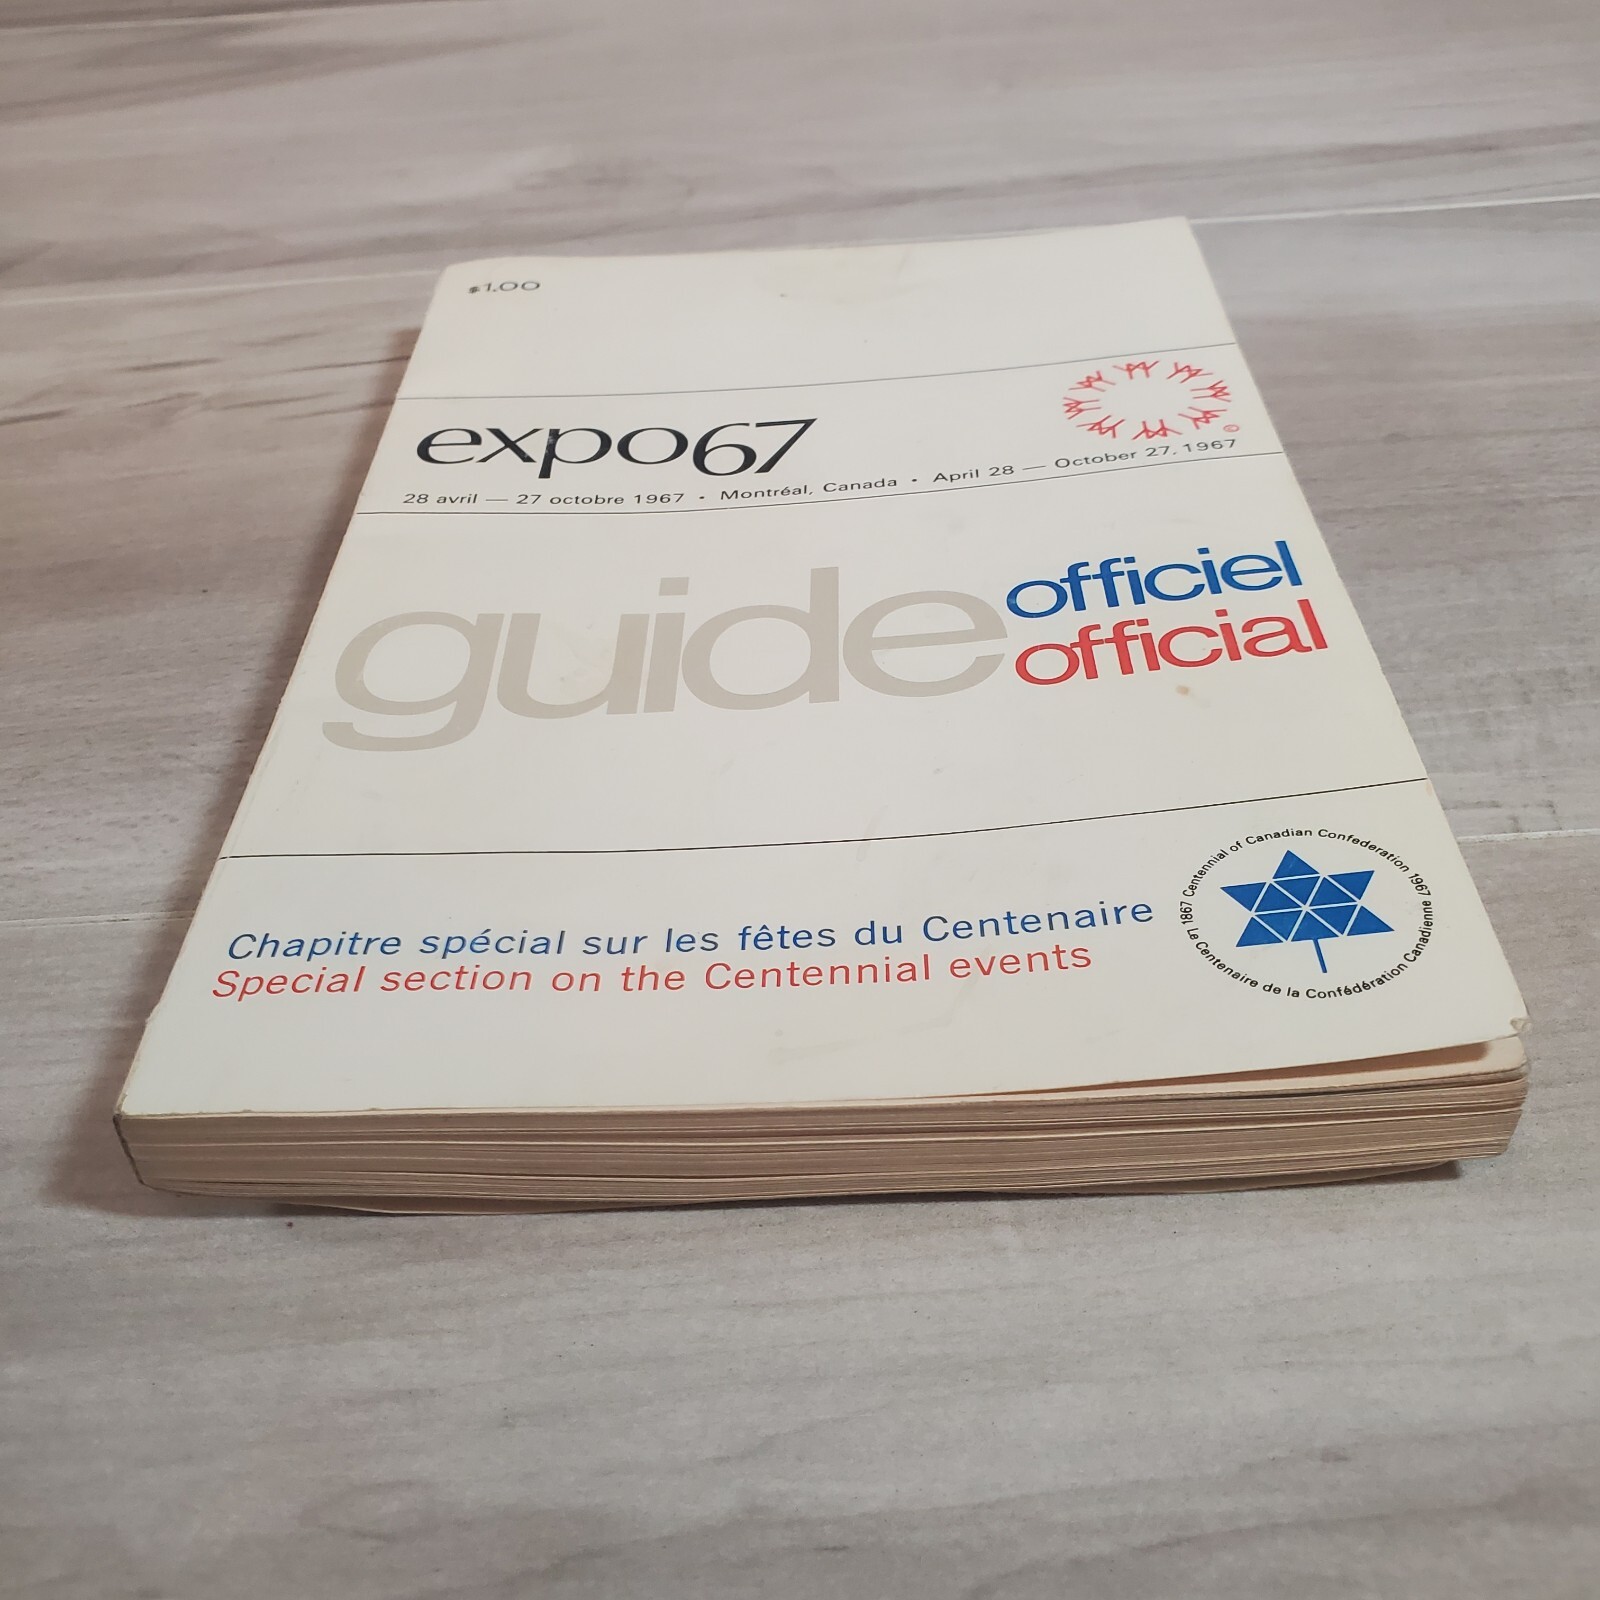 $1.00
expo67
©
28 avril — 27 octobre 1967 • Montréal, Canada • April 28 — October 27, 1967
guide officiel
official
Chapitre spécial sur les fêtes du Centenaire
Special section on the Centennial events
1867 Centennial of Canadian Confederation 1967
Le Centenaire de la Confédération Canadienne